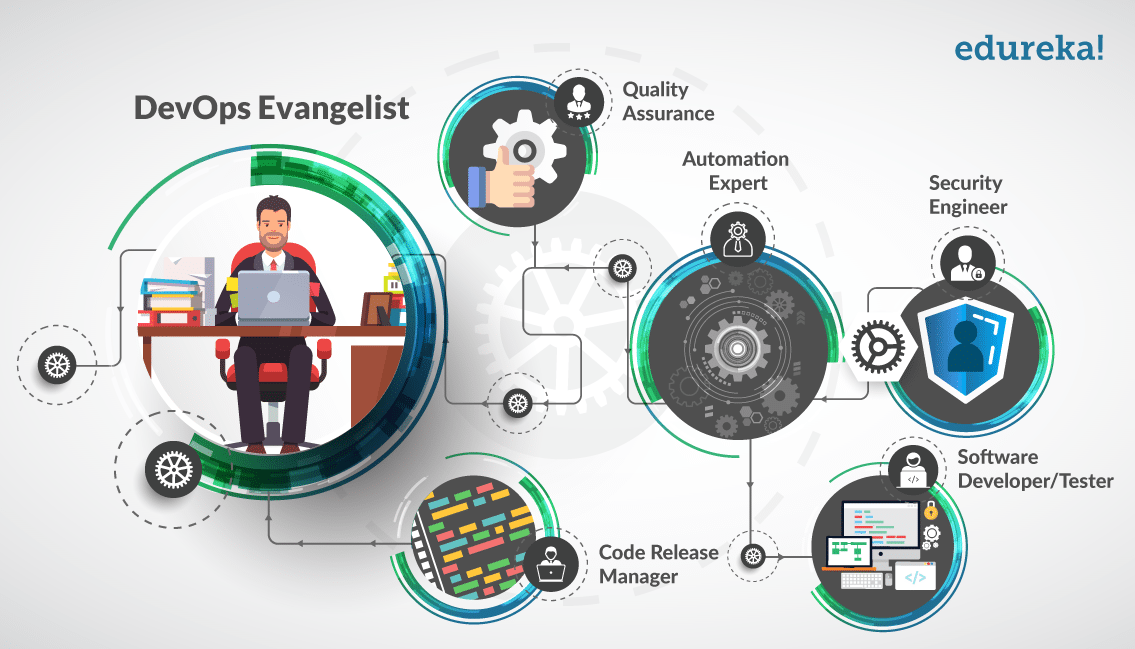 edureka!
DevOps Evangelist
Quality
Assurance
Automation
Expert
Security
Engineer
Software
Developer/Tester
</>
</>
Code Release
Manager